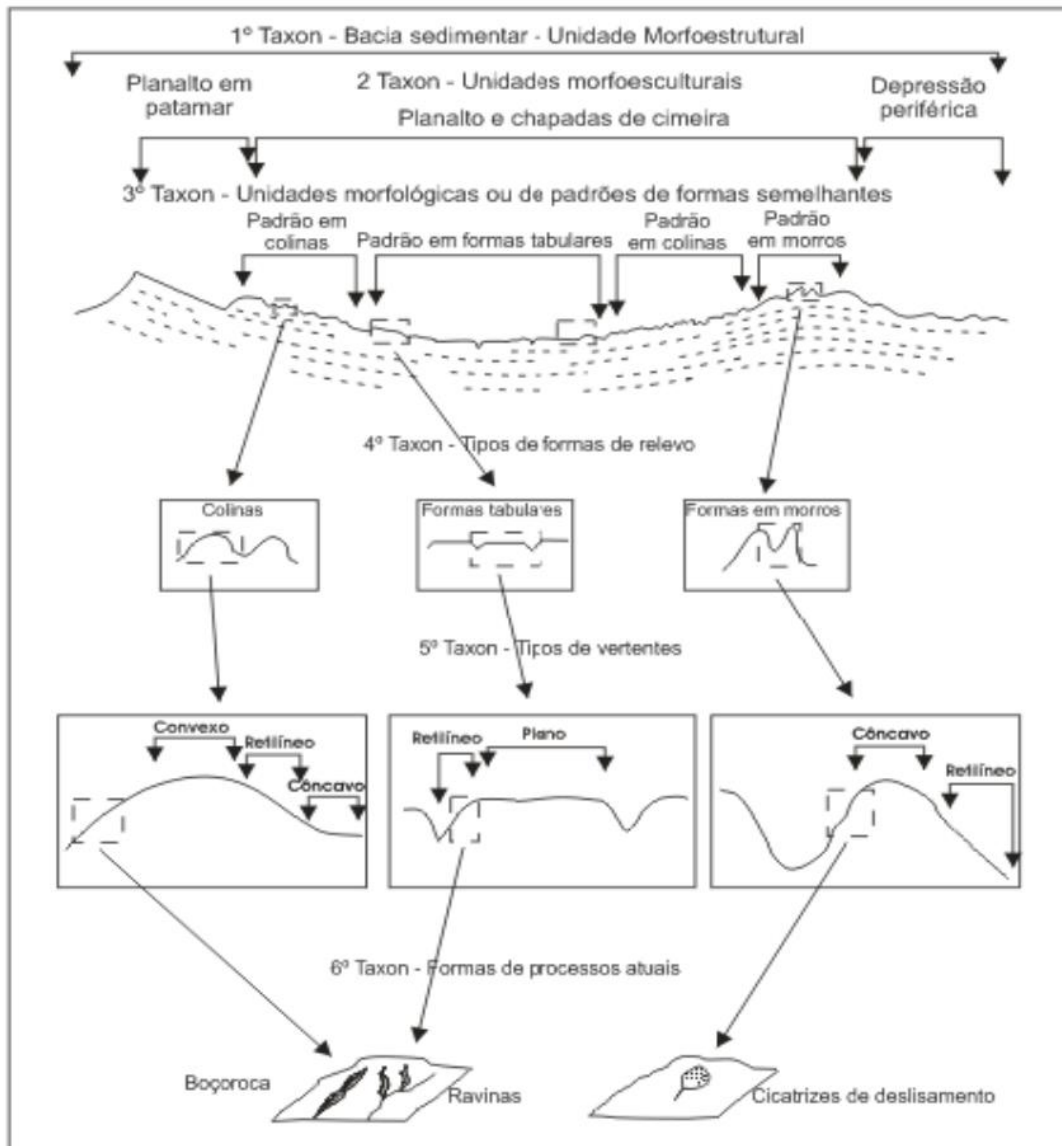 1º Taxon - Bacia sedimentar - Unidade Morfoestrutural
Planalto em
patamar
2 Taxon - Unidades morfoesculturais
Planalto e chapadas de cimeira
Depressão
periférica
3º Taxon - Unidades morfológicas ou de padrões de formas semelhantes
Padrão em
colinas
Padrão em formas tabulares
Padrão
em colinas
Padrão
em morros
4º Taxon - Tipos de formas de relevo
Colinas
Formas tabulares
Formas em morros
5º Taxon - Tipos de vertentes
Convexo
Retilíneo
Côncavo
Retilíneo
Plano
Côncavo
Retilíneo
6º Taxon - Formas de processos atuais
Boçoroca
Ravinas
Cicatrizes de deslisamento